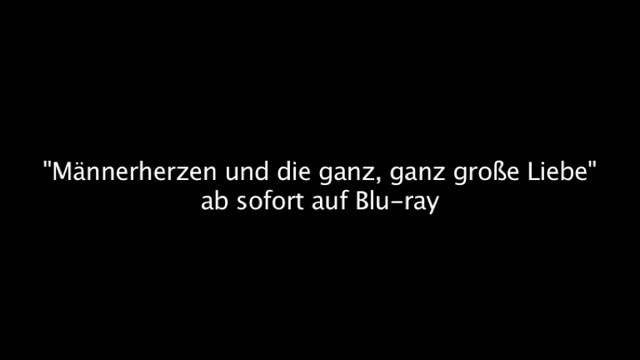 "Männerherzen und die ganz, ganz große Liebe"
ab sofort auf Blu-ray